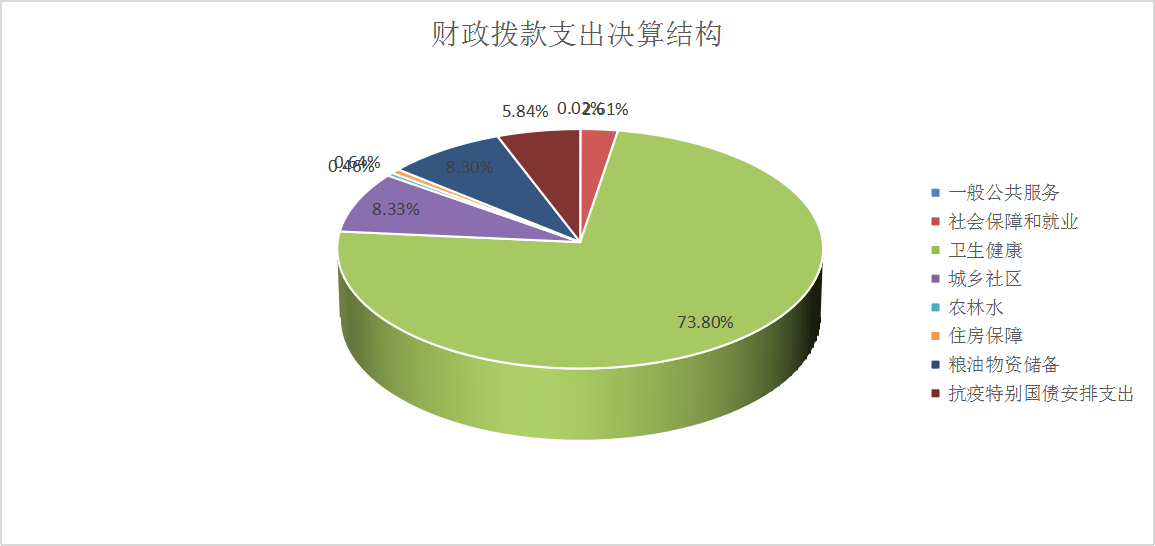 财政拨款支出决算结构
5.84%
0.02%
2.61%
0.64%
0.46%
8.30%
8.33%
73.80%
一般公共服务
社会保障和就业
卫生健康
城乡社区
农林水
住房保障
粮油物资储备
抗疫特别国债安排支出